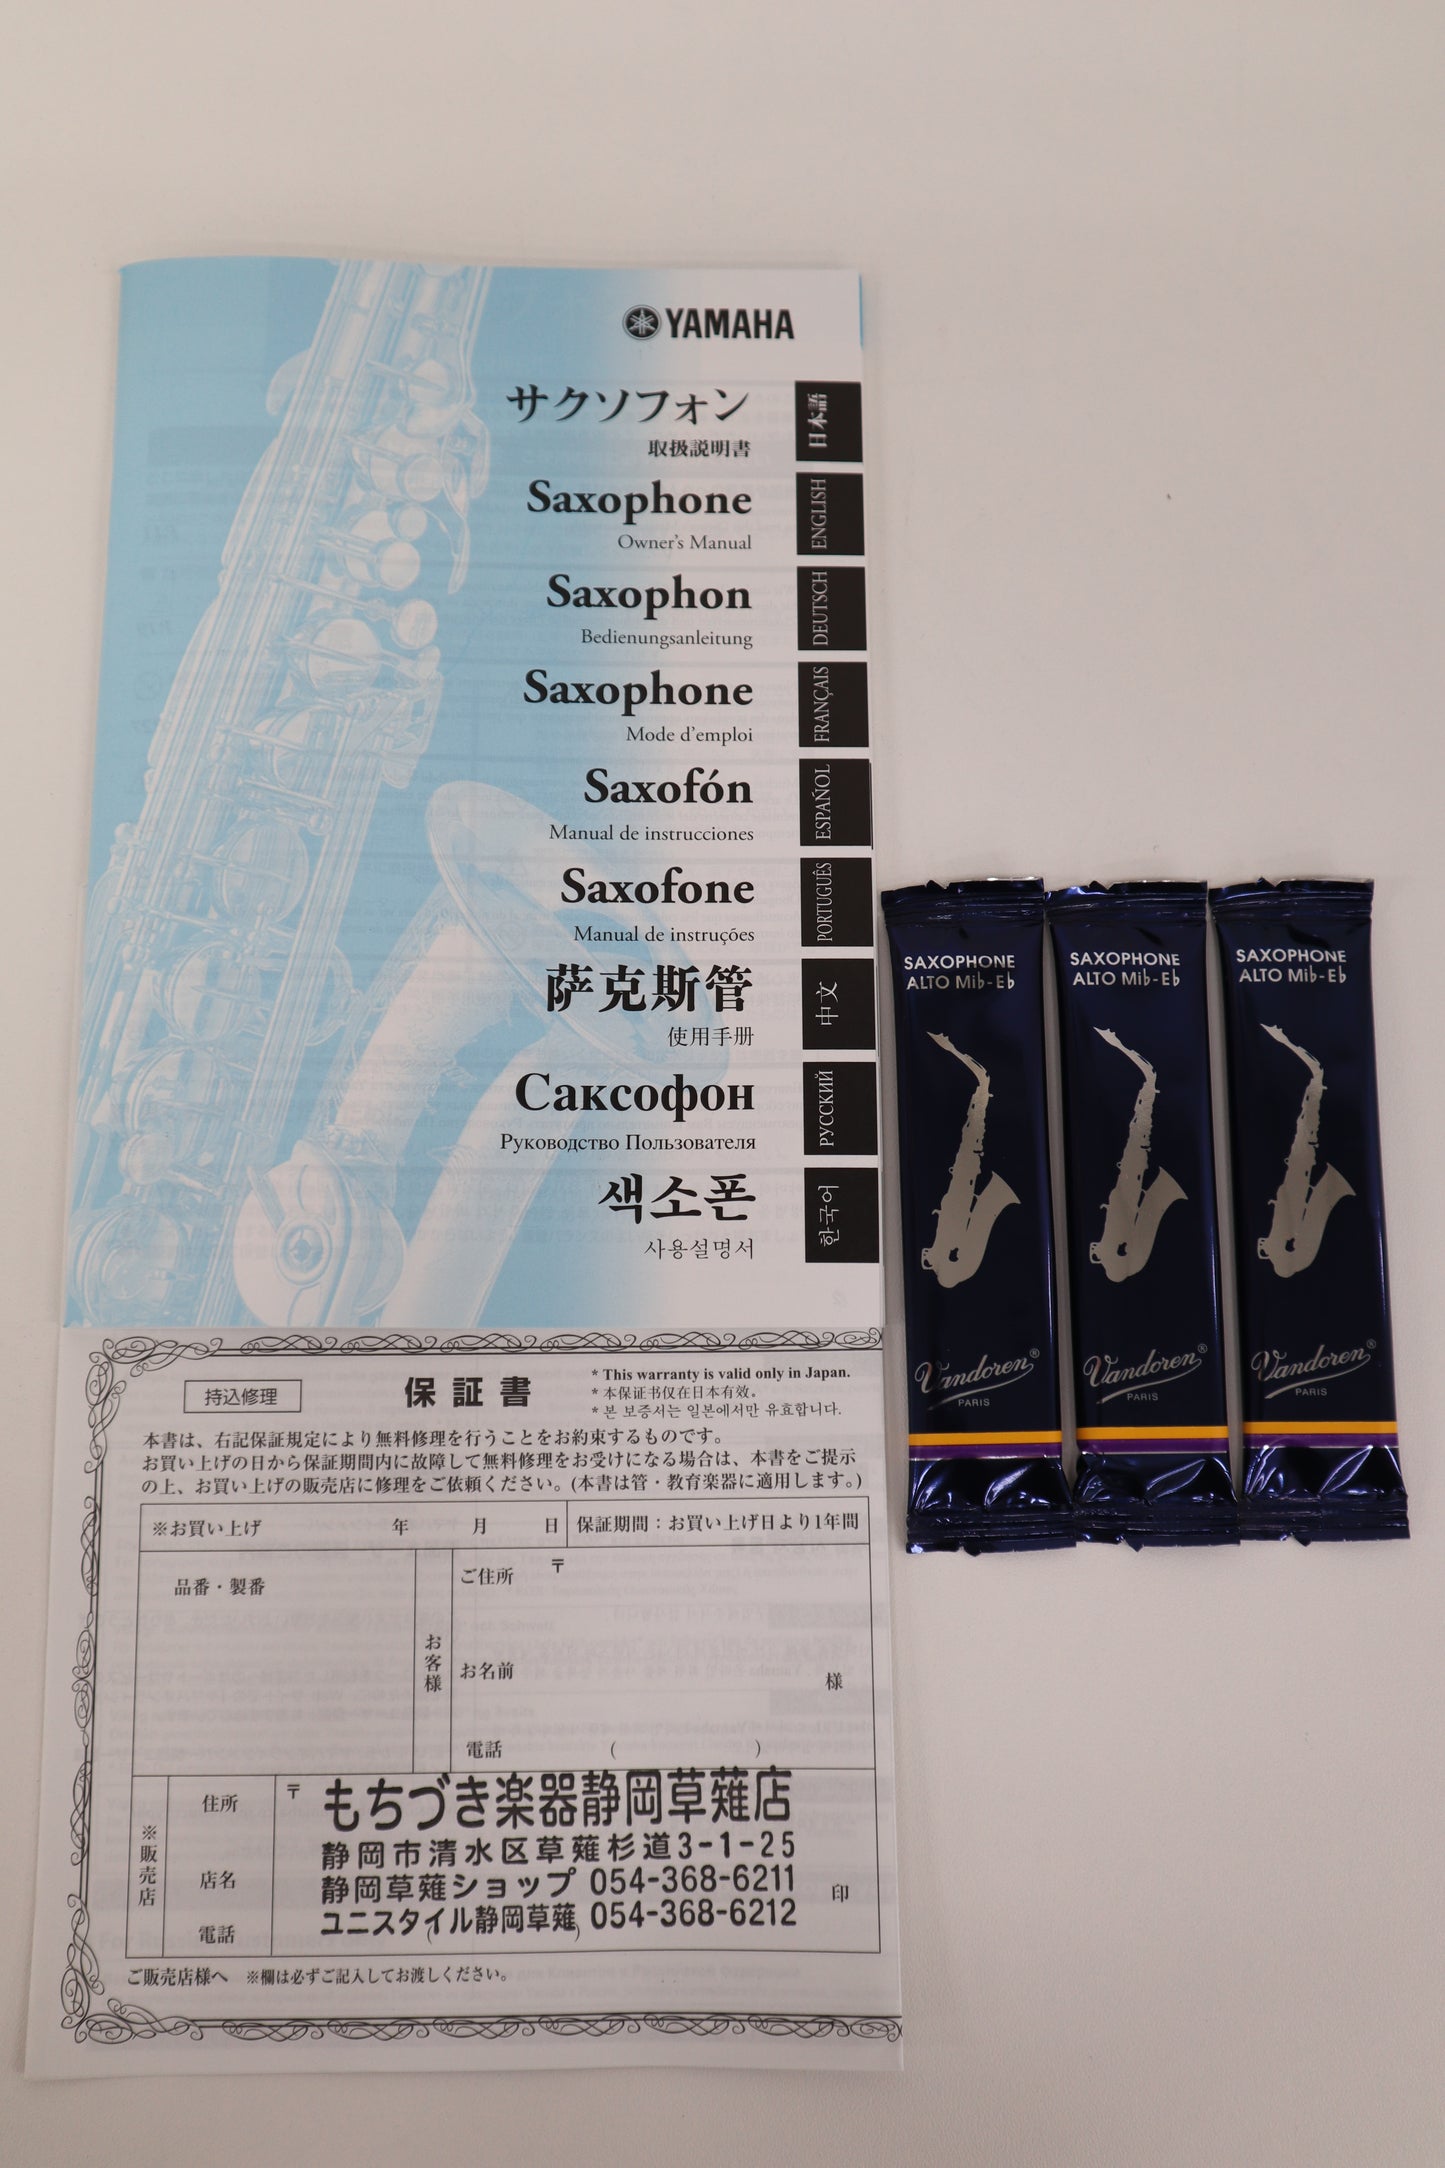 YAMAHA
サクソフォン
取扱説明書
日本語
Saxophone
Owner's Manual
ENGLISH
Saxophon
Bedienungsanleitung
DEUTSCH
Saxophone
Mode d'emploi
FRANÇAIS
Saxofón
Manual de instrucciones
ESPAÑOL
Saxofone
Manual de instruções
PORTUGUÊS
萨克斯管
使用手册
中文
Саксофон
Руководство Пользователя
РУССКИЙ
색소폰
사용설명서
한국어
持込修理
保証書
* This warranty is valid only in Japan.
* 本保证书仅在日本有效。
* 본 보증서는 일본에서만 유효합니다.
本書は、右記保証規定により無料修理を行うことをお約束するものです。
お買い上げの日から保証期間内に故障して無料修理をお受けになる場合は、本書をご提示
の上、お買い上げの販売店に修理をご依頼ください。(本書は管・教育楽器に適用します。)
※お買い上げ 年 月 日
保証期間：お買い上げ日より1年間
品番・製番
お客様
ご住所 〒
お名前 様
電話 ( )
※販売店
住所 〒
店名
電話 ( )
もちづき楽器静岡草薙店
静岡市清水区草薙杉道3-1-25
静岡草薙ショップ 054-368-6211
ユニスタイル静岡草薙 054-368-6212
印
ご販売店様へ ※欄は必ずご記入してお渡しください。
SAXOPHONE
ALTO Mi♭-E♭
Vandoren®
PARIS
SAXOPHONE
ALTO Mi♭-E♭
Vandoren®
PARIS
SAXOPHONE
ALTO Mi♭-E♭
Vandoren®
PARIS